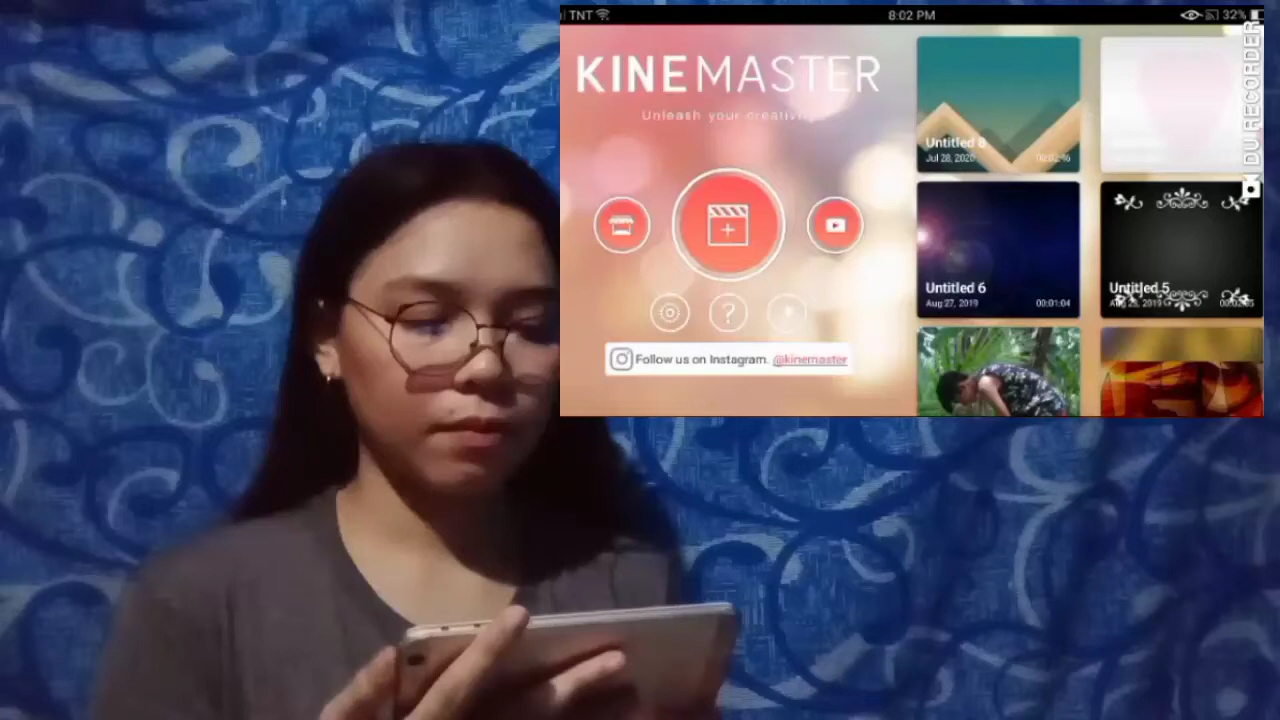 TNT
8:02 PM
32%
KINEMASTER
Unleash your creativity
Follow us on Instagram. @kinemaster
Untitled 8
Jul 28, 2020
Untitled 6
Aug 27, 2019 00:01:04
Untitled 5
DU RECORDER